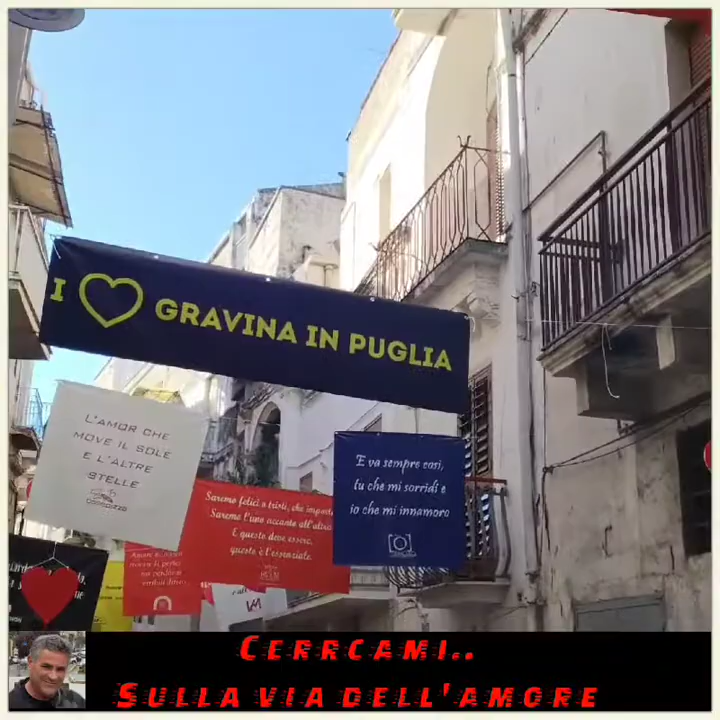 I ♡ GRAVINA IN PUGLIA
L'AMOR CHE
MOVE IL SOLE
E L'ALTRE
STELLE
E va sempre così,
tu che mi sorridi e
io che mi innamoro
Saremo felici o tristi, che importa
Saremo l'uno accanto all'altro
E questo deve essere,
questo è l'essenziale.
CERRCAMI..
SULLA VIA DELL'AMORE